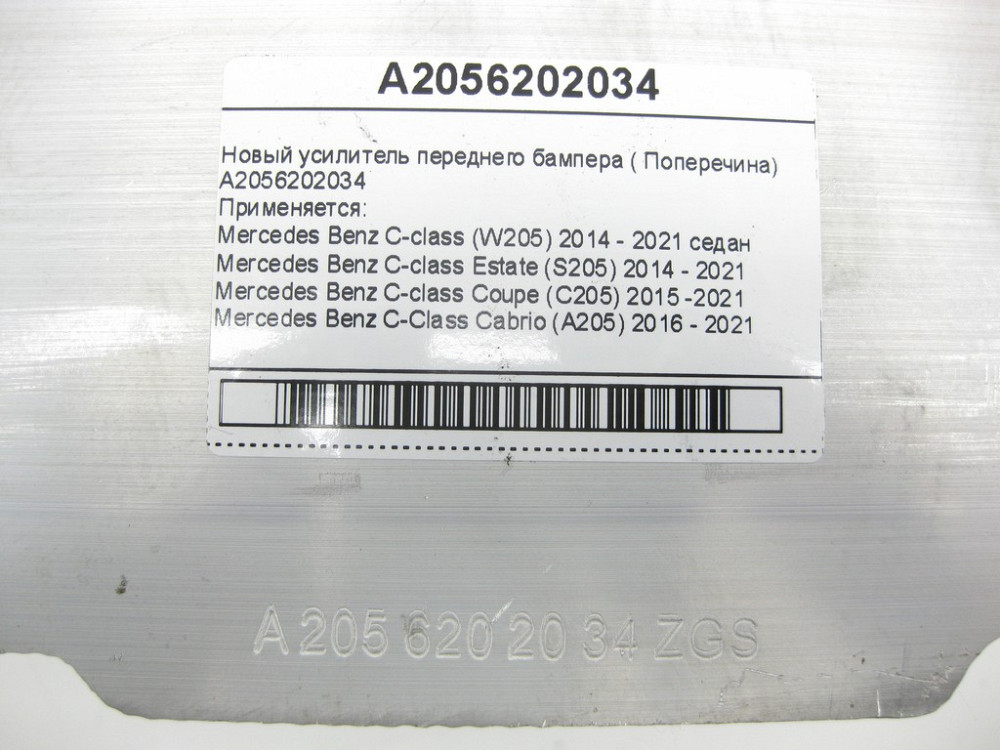 A2056202034
Новый усилитель переднего бампера ( Поперечина)
A2056202034
Применяется:
Mercedes Benz C-class (W205) 2014 - 2021 седан
Mercedes Benz C-class Estate (S205) 2014 - 2021
Mercedes Benz C-class Coupe (C205) 2015 -2021
Mercedes Benz C-Class Cabrio (A205) 2016 - 2021
A 205 620 20 34 ZGS